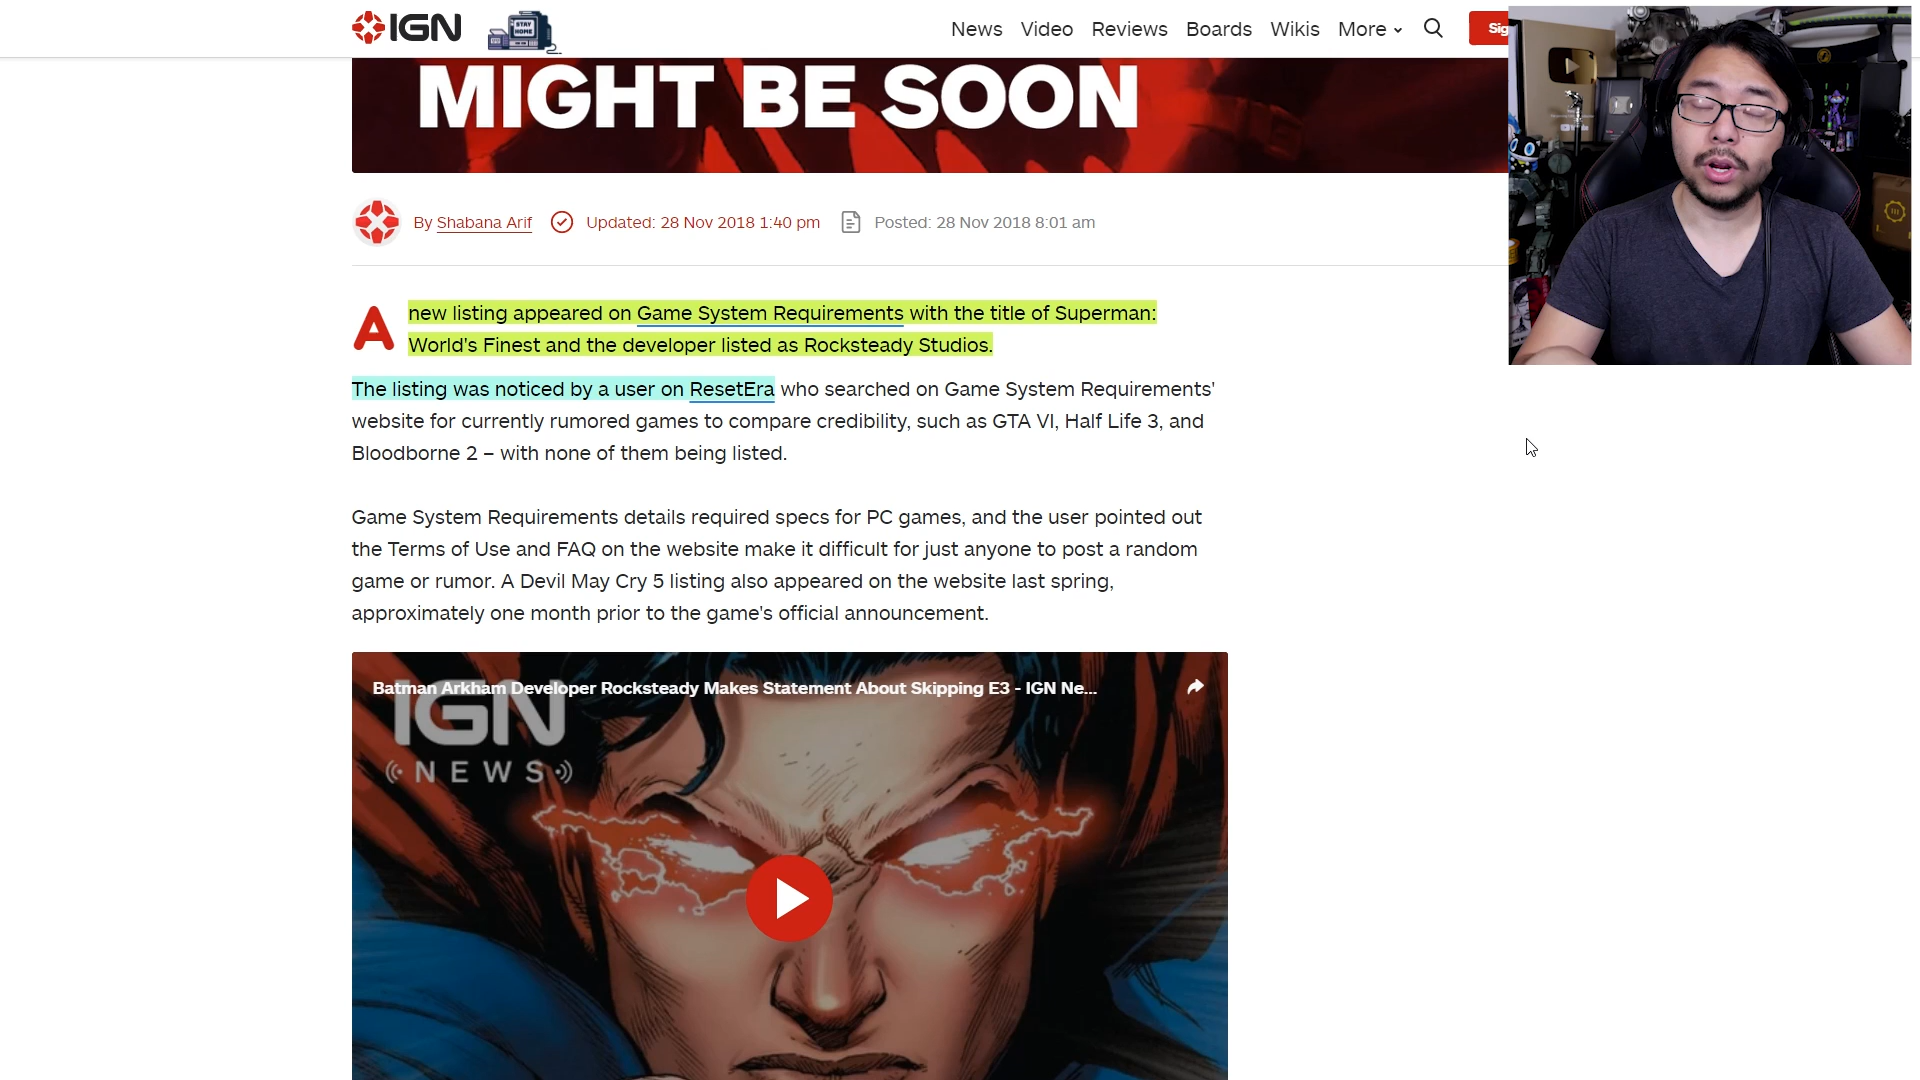 IGN
STAY
HOME
News Video Reviews Boards Wikis More
Sig
MIGHT BE SOON
By Shabana Arif Updated: 28 Nov 2018 1:40 pm Posted: 28 Nov 2018 8:01 am
A new listing appeared on Game System Requirements with the title of Superman:
World's Finest and the developer listed as Rocksteady Studios.
The listing was noticed by a user on ResetEra who searched on Game System Requirements'
website for currently rumored games to compare credibility, such as GTA VI, Half Life 3, and
Bloodborne 2 – with none of them being listed.
Game System Requirements details required specs for PC games, and the user pointed out
the Terms of Use and FAQ on the website make it difficult for just anyone to post a random
game or rumor. A Devil May Cry 5 listing also appeared on the website last spring,
approximately one month prior to the game's official announcement.
Batman Arkham Developer Rocksteady Makes Statement About Skipping E3 - IGN Ne...
IGN
NEWS